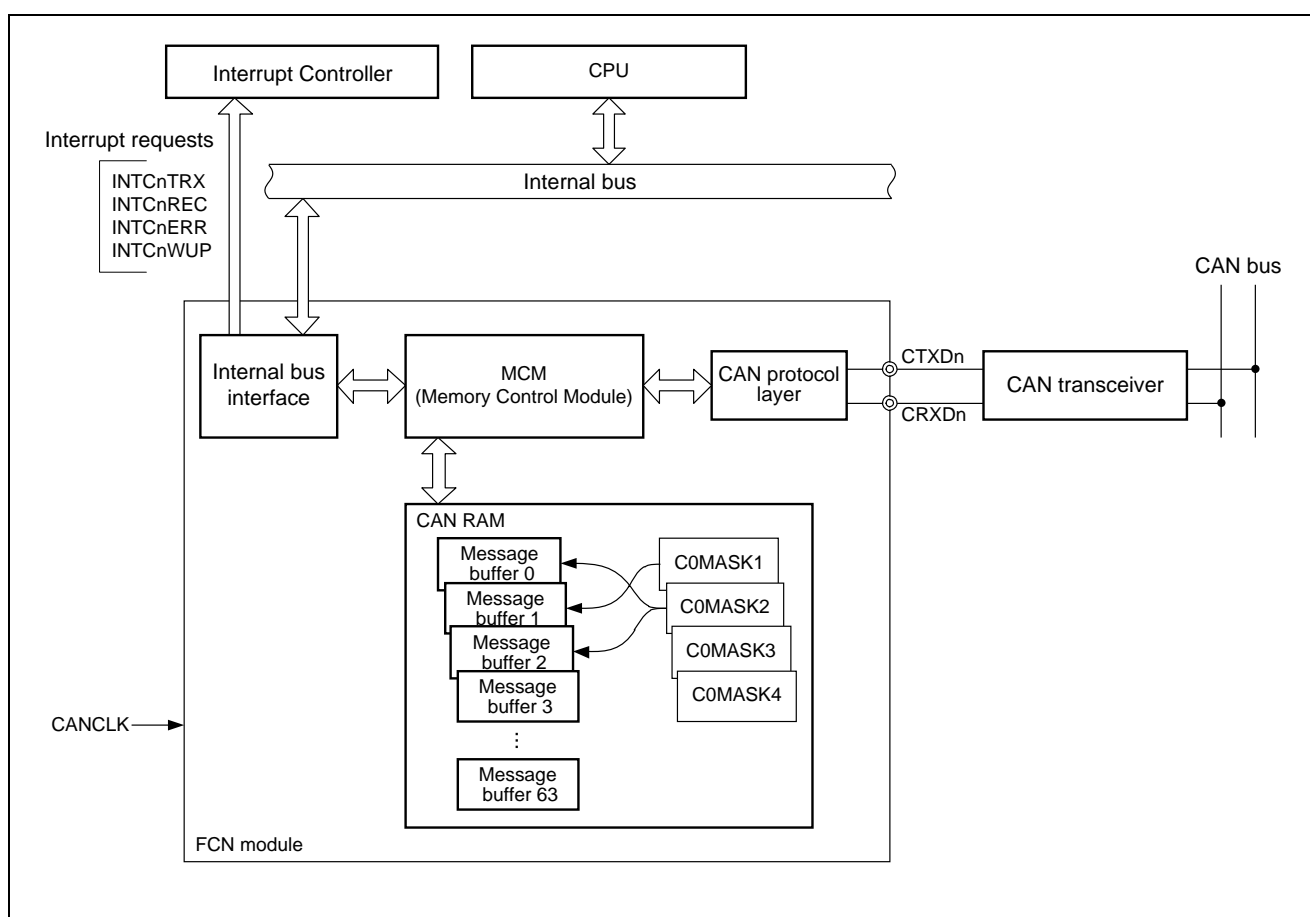 Interrupt Controller
CPU
Interrupt requests
INTCnTRX
INTCnREC
INTCnERR
INTCnWUP
Internal bus
CAN bus
Internal bus
interface
MCM
(Memory Control Module)
CAN protocol
layer
CTXDn
CRXDn
CAN transceiver
CAN RAM
Message
buffer 0
Message
buffer 1
Message
buffer 2
Message
buffer 3
⋮
Message
buffer 63
C0MASK1
C0MASK2
C0MASK3
C0MASK4
CANCLK
FCN module